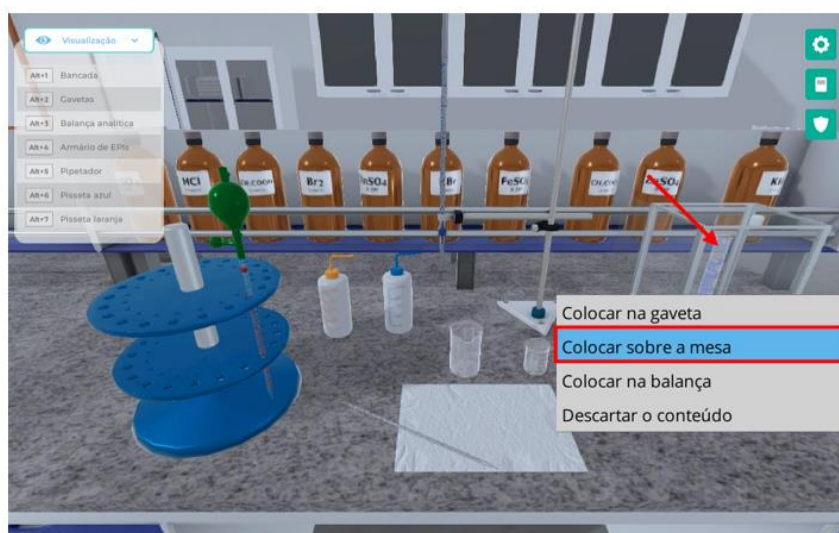 Visualização
Alt+1 Bancada
Alt+2 Gavetas
Alt+3 Balança analítica
Alt+4 Armário de EPIs
Alt+5 Pipetador
Alt+6 Pisseta azul
Alt+7 Pisseta laranja
HCl
Br2
FeSO
Colocar na gaveta
Colocar sobre a mesa
Colocar na balança
Descartar o conteúdo